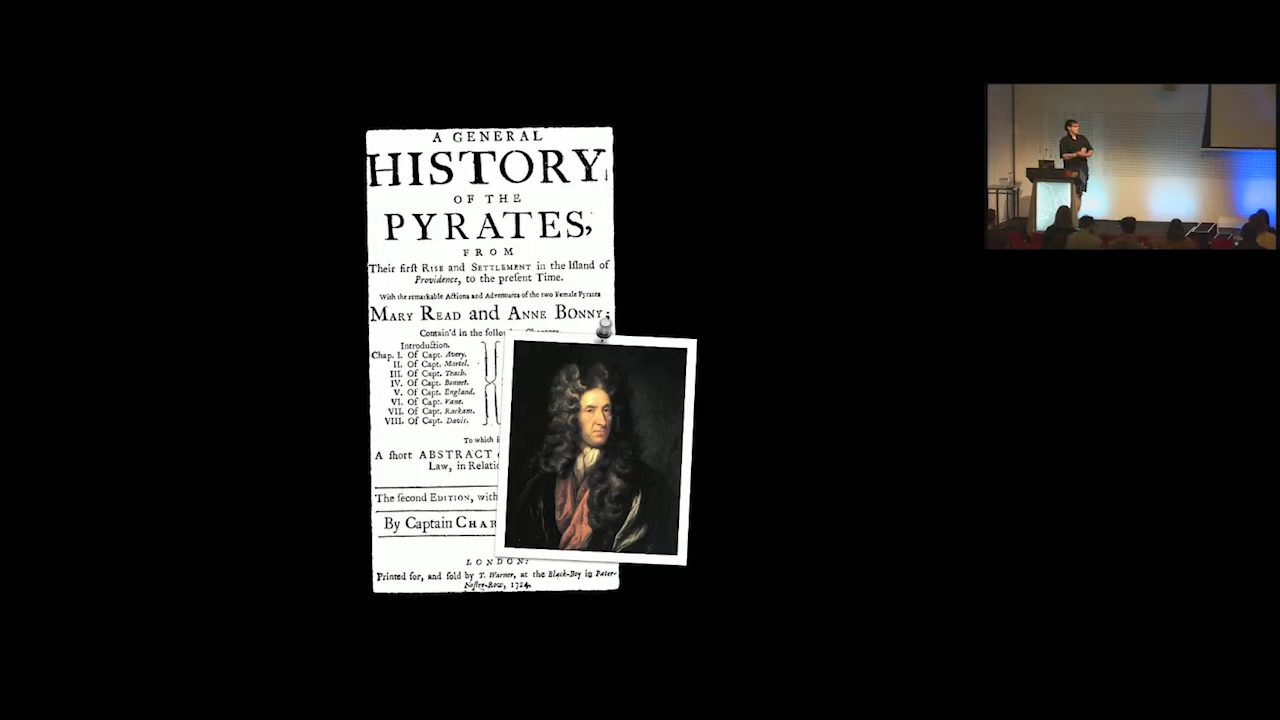 A GENERAL
HISTORY
OF THE
PYRATES,
FROM
Their first RISE and SETTLEMENT in the Island of
Providence, to the present Time.
With the remarkable Actions and Adventures of the two Female Pyrates
MARY READ and ANNE BONNY;
Contain'd in the Chapters
Introduction.
Chap. I. Of Capt. Avery.
II. Of Capt. Martel.
III. Of Capt. Teach.
IV. Of Capt. Bonnet.
V. Of Capt. England.
VI. Of Capt. Vane.
VII. Of Capt. Rackam.
VIII. Of Capt. Davis.
To which
A short ABSTRACT
Law, in
The second EDITION, with
By Captain CHAR
LONDON:
Printed for, and sold by T. Warner, at the Black-Boy in Pater-
Noster-Row, 1724.